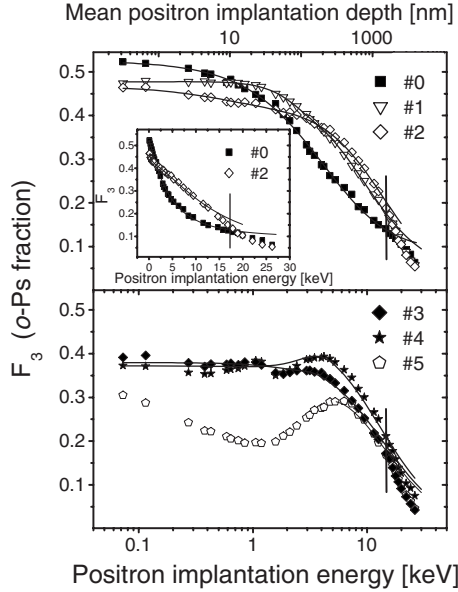 Mean positron implantation depth [nm]
1 10 100 1000
0.5
0.4
0.3
0.2
0.1
#0
#1
#2
F3
0.5
0.4
0.3
0.2
0.1
#0
#2
0 5 10 15 20 25 30
Positron implantation energy [keV]
F3 (o-Ps fraction)
0.5
0.4
0.3
0.2
0.1
#3
#4
#5
0.1 1 10
Positron implantation energy [keV]